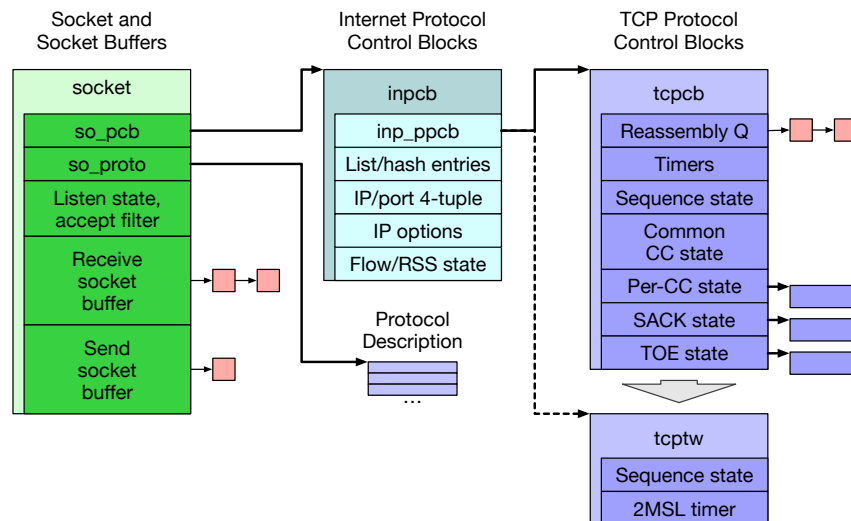 Socket and
Socket Buffers
socket
so_pcb
so_proto
Listen state,
accept filter
Receive
socket
buffer
Send
socket
buffer
Internet Protocol
Control Blocks
inpcb
inp_ppcb
List/hash entries
IP/port 4-tuple
IP options
Flow/RSS state
Protocol
Description
...
TCP Protocol
Control Blocks
tcpcb
Reassembly Q
Timers
Sequence state
Common
CC state
Per-CC state
SACK state
TOE state
tcptw
Sequence state
2MSL timer